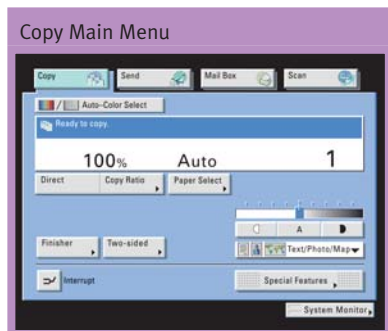 Copy Main Menu
Copy Send Mail Box Scan
/ Auto-Color Select
Ready to copy.
100% Auto 1
Direct Copy Ratio Paper Select
A
Finisher Two-sided Text/Photo/Map
Interrupt Special Features
System Monitor